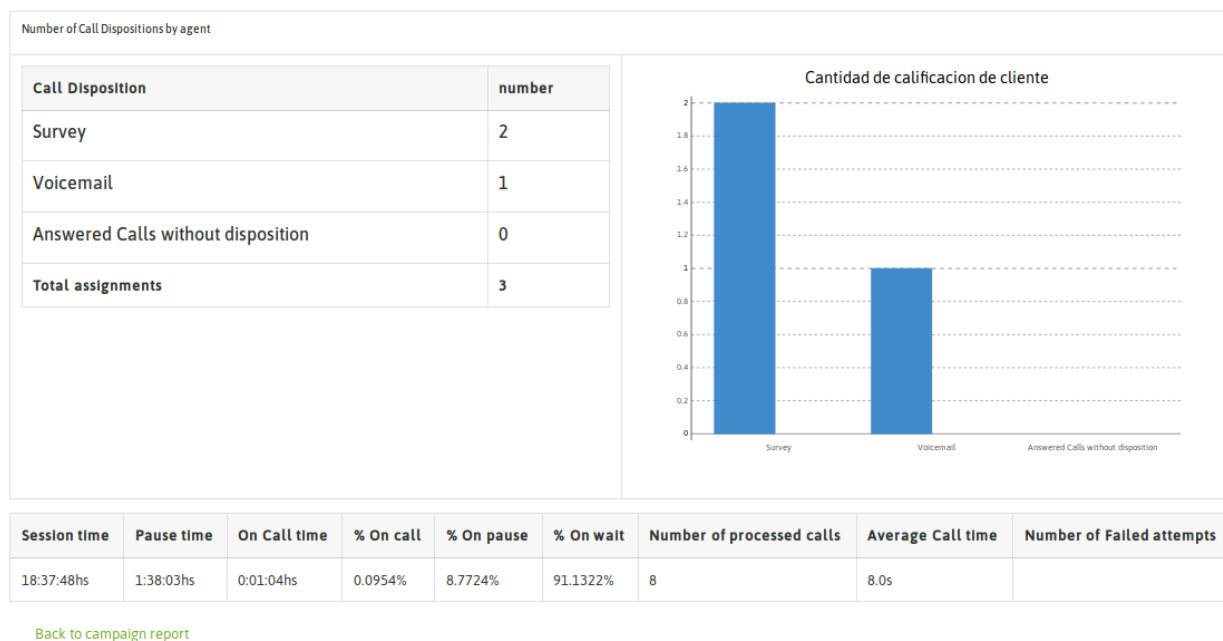 Number of Call Dispositions by agent
Call Disposition number
Survey 2
Voicemail 1
Answered Calls without disposition 0
Total assignments 3
Cantidad de calificacion de cliente
2
1.8
1.6
1.4
1.2
1
0.8
0.6
0.4
0.2
0
Survey Voicemail Answered Calls without disposition
Session time Pause time On Call time % On call % On pause % On wait Number of processed calls Average Call time Number of Failed attempts
18:37:48hs 1:38:03hs 0:01:04hs 0.0954% 8.7724% 91.1322% 8 8.0s
Back to campaign report